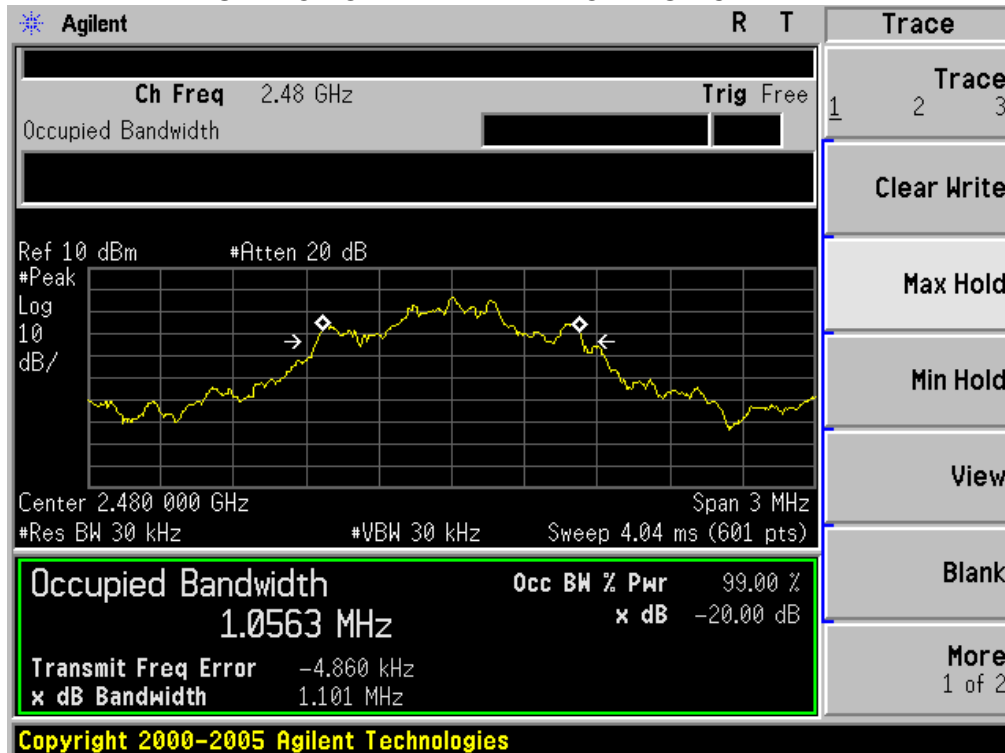 Agilent R T Trace
Ch Freq 2.48 GHz Trig Free
Occupied Bandwidth
Trace
1 2 3
Clear Write
Max Hold
Min Hold
View
Blank
More
1 of 2
Ref 10 dBm #Atten 20 dB
#Peak
Log
10
dB/
Center 2.480 000 GHz Span 3 MHz
#Res BW 30 kHz #VBW 30 kHz Sweep 4.04 ms (601 pts)
Occupied Bandwidth Occ BW % Pwr 99.00 %
1.0563 MHz x dB -20.00 dB
Transmit Freq Error -4.860 kHz
x dB Bandwidth 1.101 MHz
Copyright 2000-2005 Agilent Technologies